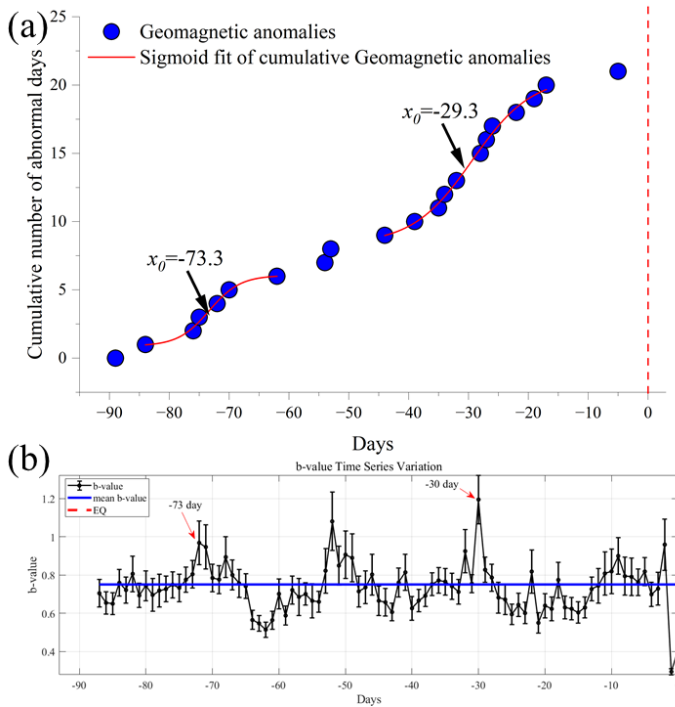 (a)
Geomagnetic anomalies
Sigmoid fit of cumulative Geomagnetic anomalies
25
20
15
10
5
0
Cumulative number of abnormal days
x₀=-29.3
x₀=-73.3
−90 −80 −70 −60 −50 −40 −30 −20 −10 0
Days
(b)
b-value Time Series Variation
b-value
mean b-value
EQ
-73 day
-30 day
1.2
1
0.8
0.6
0.4
b-value
-90 -80 -70 -60 -50 -40 -30 -20 -10
Days